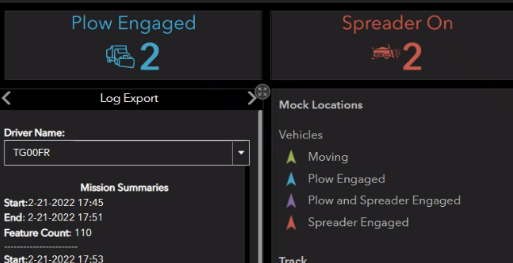 Plow Engaged
2
Spreader On
2
Log Export
Driver Name:
TG00FR
Mission Summaries
Start:2-21-2022 17:45
End: 2-21-2022 17:51
Feature Count: 110
------------------------
Start:2-21-2022 17:53
Mock Locations
Vehicles
Moving
Plow Engaged
Plow and Spreader Engaged
Spreader Engaged
Track